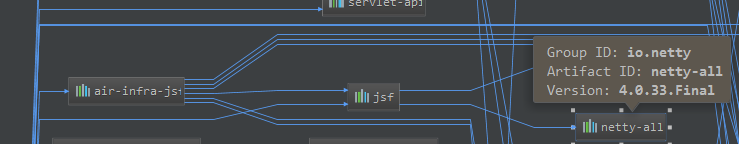 servlet-api
Group ID: io.netty
Artifact ID: netty-all
Version: 4.0.33.Final
air-infra-jsf
jsf
netty-all